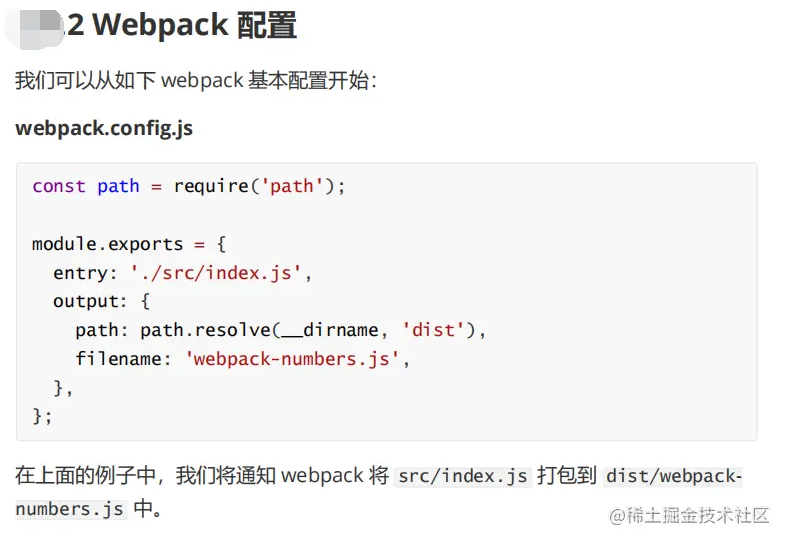 .2 Webpack 配置
我们可以从如下 webpack 基本配置开始：
webpack.config.js
const path = require('path');
module.exports = {
  entry: './src/index.js',
  output: {
    path: path.resolve(__dirname, 'dist'),
    filename: 'webpack-numbers.js',
  },
};
在上面的例子中，我们将通知 webpack 将 src/index.js 打包到 dist/webpack-
numbers.js 中。
@稀土掘金技术社区